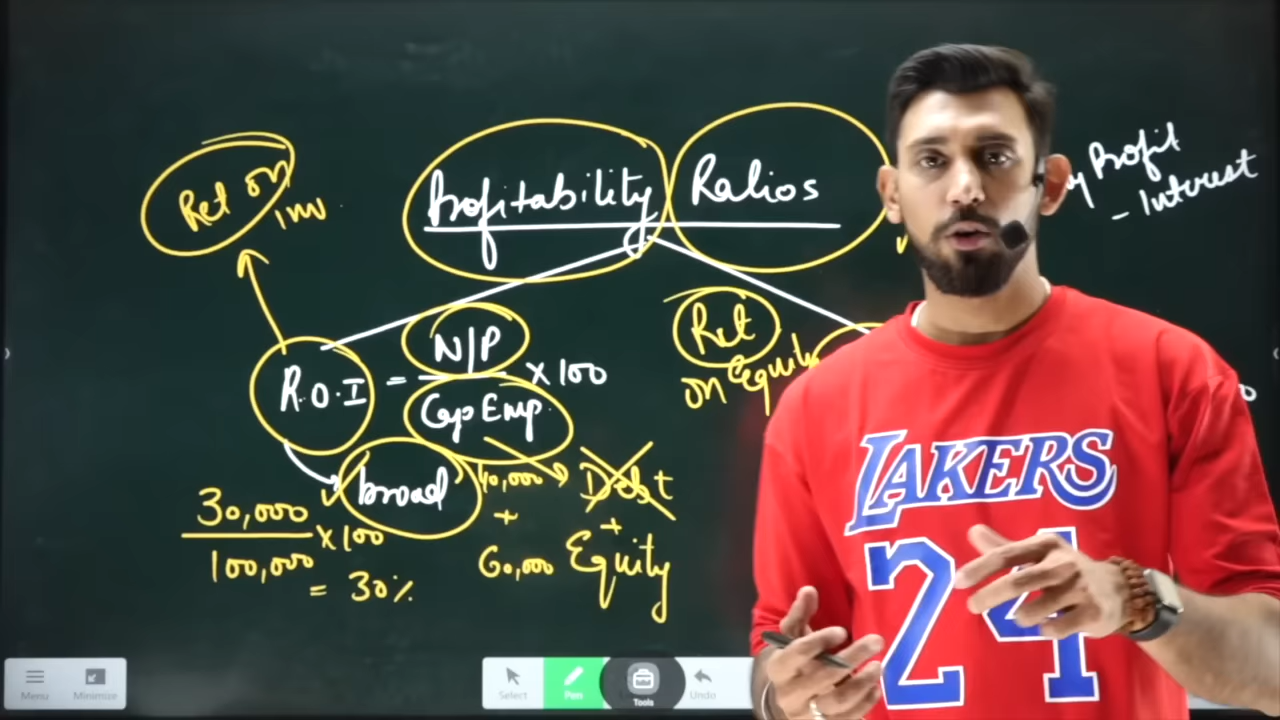 Profitability Ratios
Ret on
Inv
Profit
- Interest
R.O.I = N/P × 100
Cap Emp.
Ret
on Equity
broad
40,000 Debt
+ +
60,000 Equity
30,000 × 100
100,000
= 30%
LAKERS
24
Menu
Minimize
Select
Pen
Tools
Undo